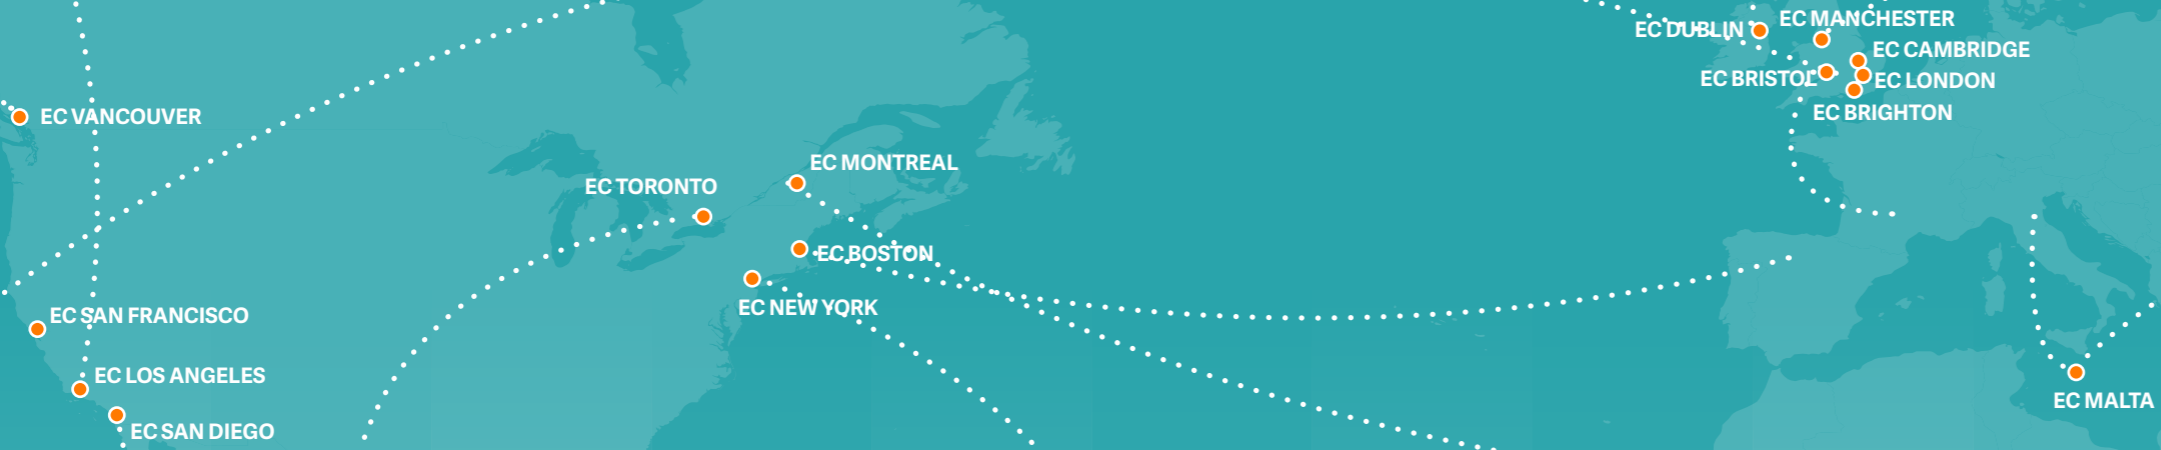 EC VANCOUVER
EC SAN FRANCISCO
EC LOS ANGELES
EC SAN DIEGO
EC TORONTO
EC MONTREAL
EC BOSTON
EC NEW YORK
EC DUBLIN
EC MANCHESTER
EC CAMBRIDGE
EC BRISTOL
EC LONDON
EC BRIGHTON
EC MALTA